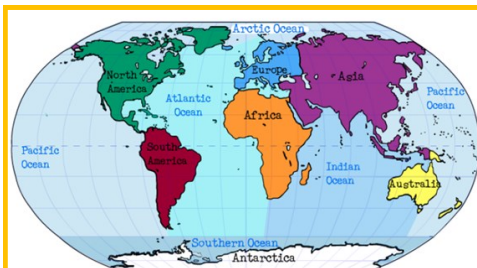 Arctic Ocean
North
America
Europe
Asia
Atlantic
Ocean
Pacific
Ocean
Africa
Pacific
Ocean
South
America
Indian
Ocean
Australia
Southern Ocean
Antarctica